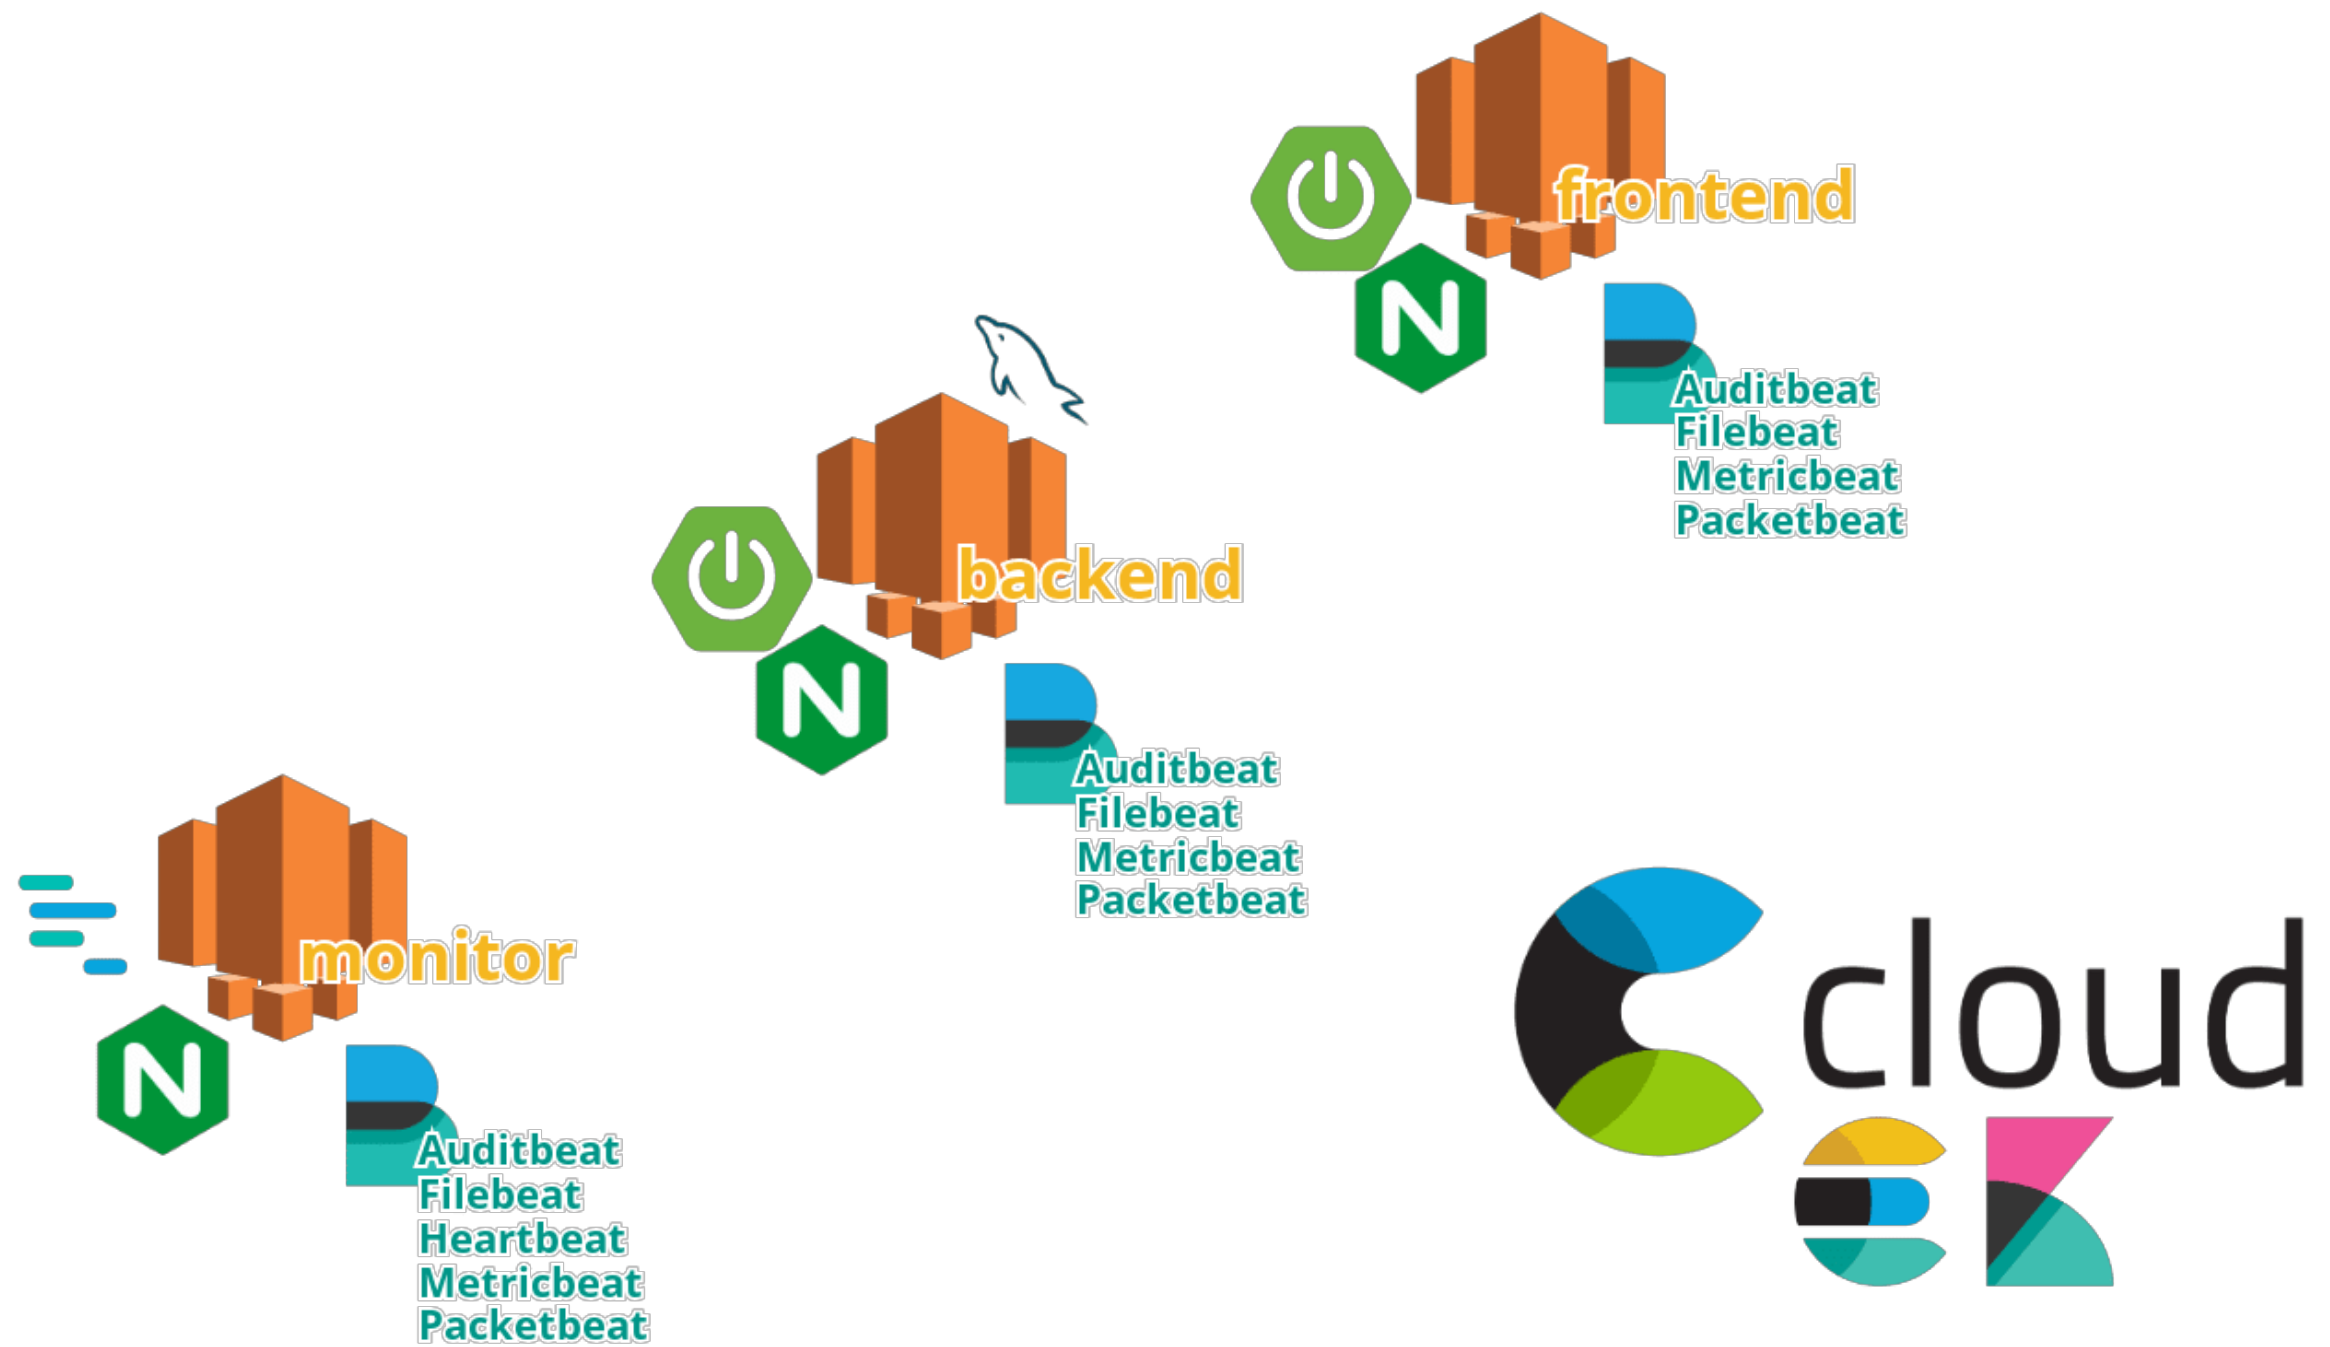 frontend
Auditbeat
Filebeat
Metricbeat
Packetbeat
backend
Auditbeat
Filebeat
Metricbeat
Packetbeat
monitor
Auditbeat
Filebeat
Heartbeat
Metricbeat
Packetbeat
cloud